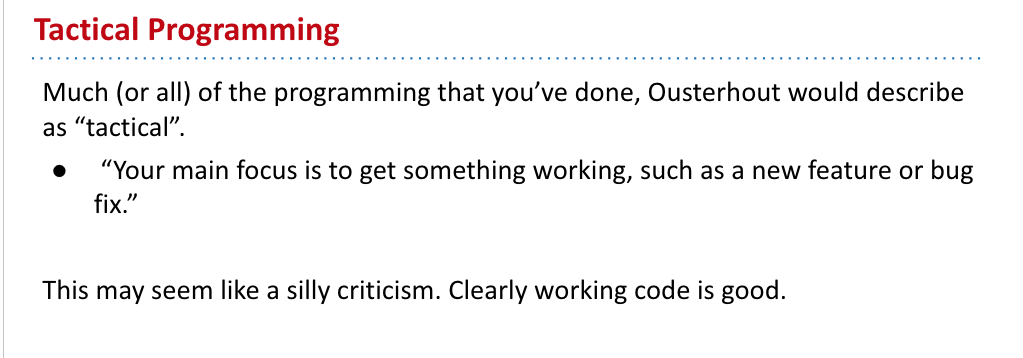 Tactical Programming
Much (or all) of the programming that you’ve done, Ousterhout would describe
as “tactical”.
● “Your main focus is to get something working, such as a new feature or bug
fix.”
This may seem like a silly criticism. Clearly working code is good.